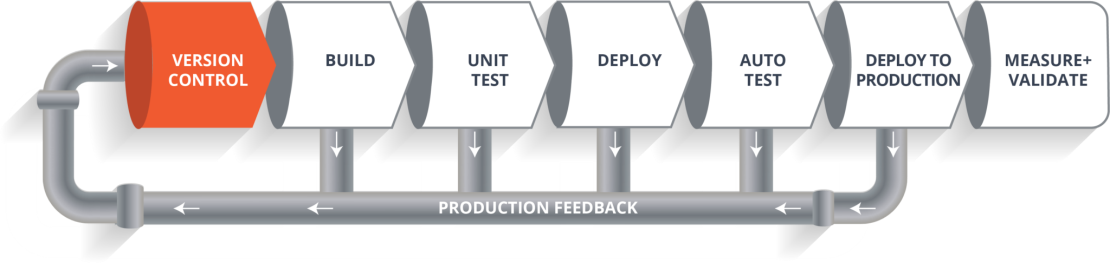 VERSION
CONTROL
BUILD
UNIT
TEST
DEPLOY
AUTO
TEST
DEPLOY TO
PRODUCTION
MEASURE+
VALIDATE
PRODUCTION FEEDBACK